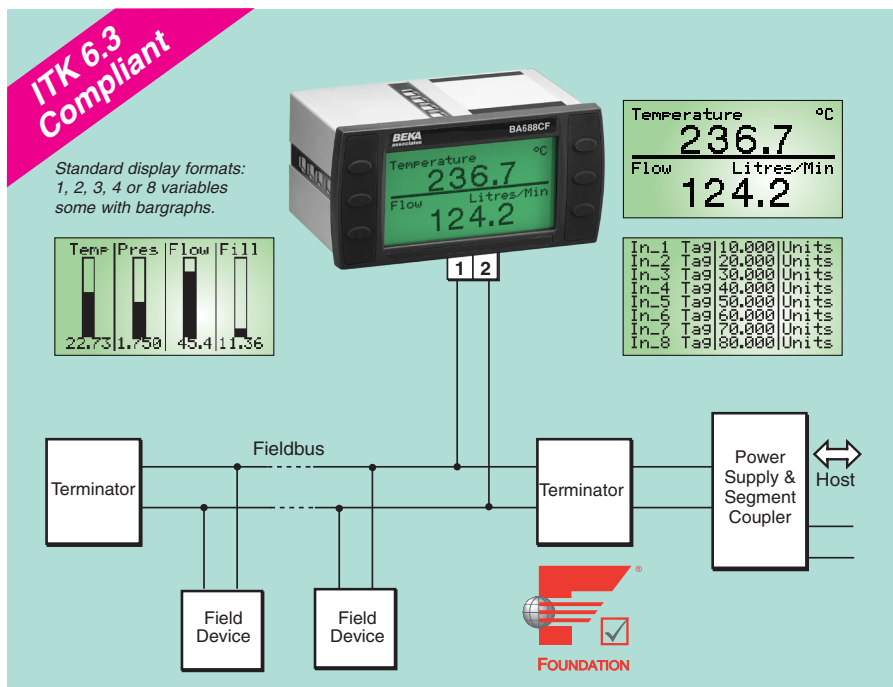 ITK 6.3
Compliant
Standard display formats:
1, 2, 3, 4 or 8 variables
some with bargraphs.
BEKA
associates
BA688CF
Temperature °C
236.7
Flow Litres/Min
124.2
1 2
Temperature °C
236.7
Flow Litres/Min
124.2
Temp Pres Flow Fill
22.73 1.750 45.4 11.36
In_1 Tag 10.000 Units
In_2 Tag 20.000 Units
In_3 Tag 30.000 Units
In_4 Tag 40.000 Units
In_5 Tag 50.000 Units
In_6 Tag 60.000 Units
In_7 Tag 70.000 Units
In_8 Tag 80.000 Units
Fieldbus
Terminator
Terminator
Power
Supply &
Segment
Coupler
Host
Field
Device
Field
Device
®
FOUNDATION